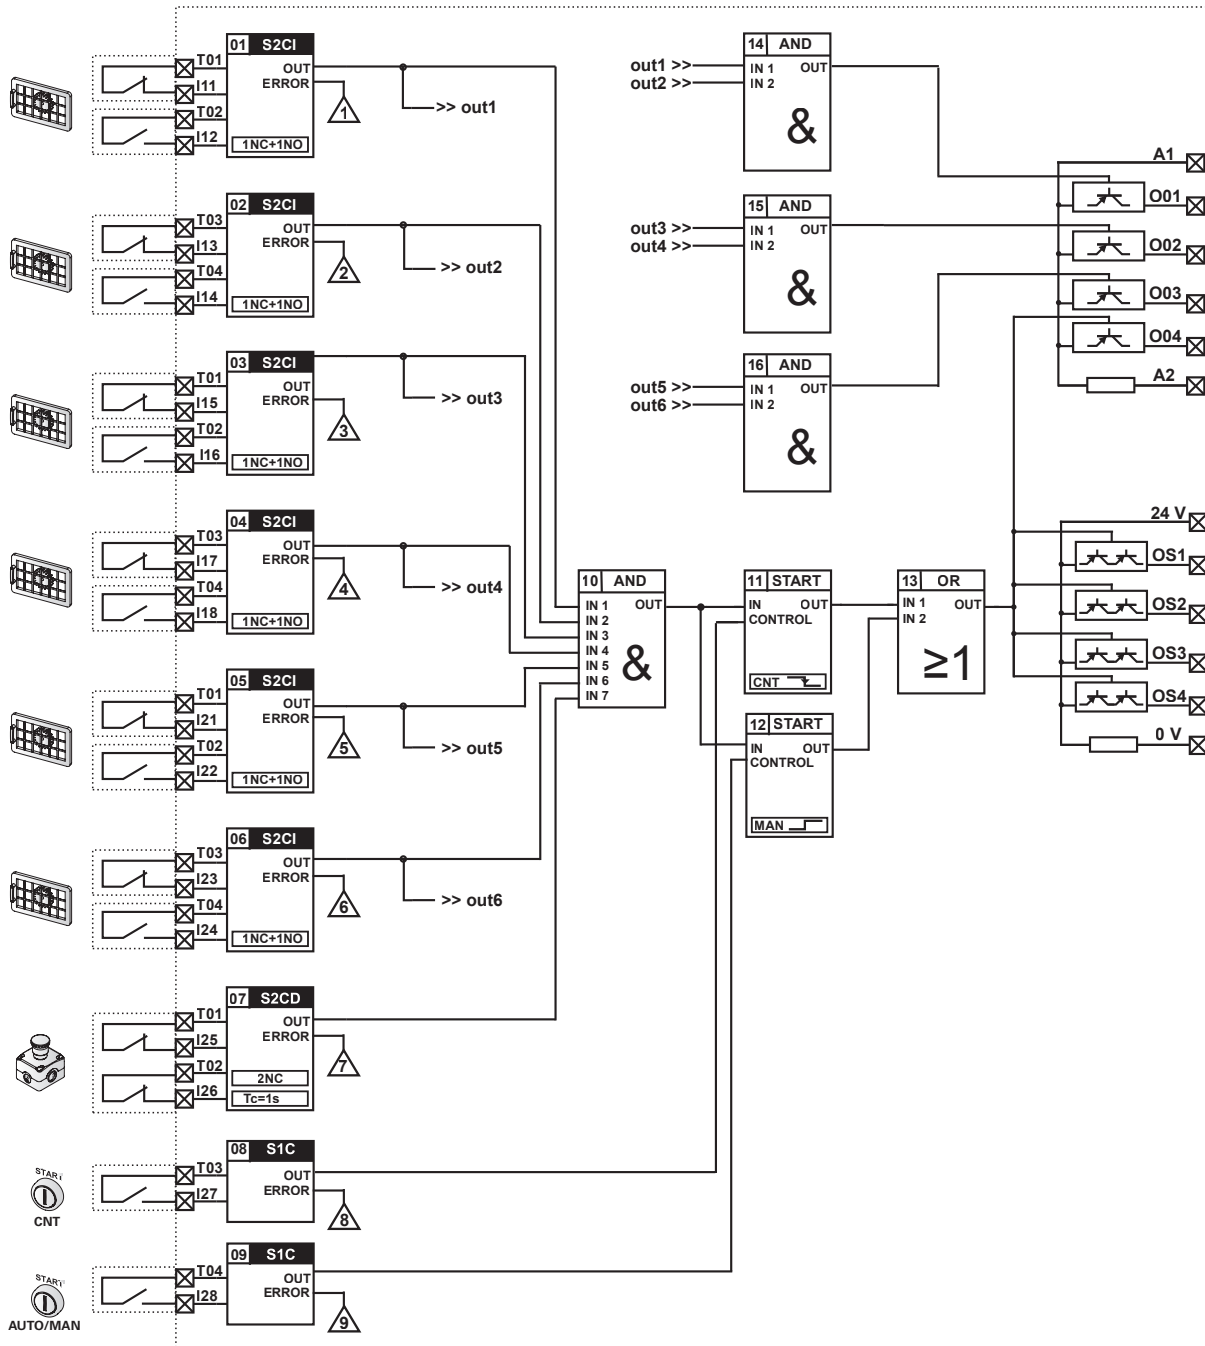 01 S2CI
T01
I11
T02
I12
OUT
ERROR
1
1NC+1NO
>> out1
02 S2CI
T03
I13
T04
I14
OUT
ERROR
2
1NC+1NO
>> out2
03 S2CI
T01
I15
T02
I16
OUT
ERROR
3
1NC+1NO
>> out3
04 S2CI
T03
I17
T04
I18
OUT
ERROR
4
1NC+1NO
>> out4
05 S2CI
T01
I21
T02
I22
OUT
ERROR
5
1NC+1NO
>> out5
06 S2CI
T03
I23
T04
I24
OUT
ERROR
6
1NC+1NO
>> out6
07 S2CD
T01
I25
T02
I26
OUT
ERROR
7
2NC
Tc=1s
START
CNT
08 S1C
T03
I27
OUT
ERROR
8
START
AUTO/MAN
09 S1C
T04
I28
OUT
ERROR
9
10 AND
IN 1 OUT
IN 2
IN 3
IN 4
IN 5
IN 6
IN 7
&
11 START
IN OUT
CONTROL
CNT
12 START
IN OUT
CONTROL
MAN
13 OR
IN 1 OUT
IN 2
≥1
14 AND
out1 >> IN 1 OUT
out2 >> IN 2
&
15 AND
out3 >> IN 1 OUT
out4 >> IN 2
&
16 AND
out5 >> IN 1 OUT
out6 >> IN 2
&
A1
O01
O02
O03
O04
A2
24 V
OS1
OS2
OS3
OS4
0 V